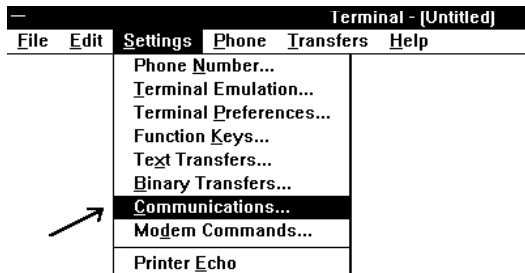 Terminal - (Untitled)
File Edit Settings Phone Transfers Help
Phone Number...
Terminal Emulation...
Terminal Preferences...
Function Keys...
Text Transfers...
Binary Transfers...
Communications...
Modem Commands...
Printer Echo